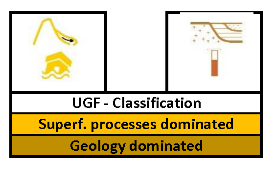 UGF - Classification
Superf. processes dominated
Geology dominated